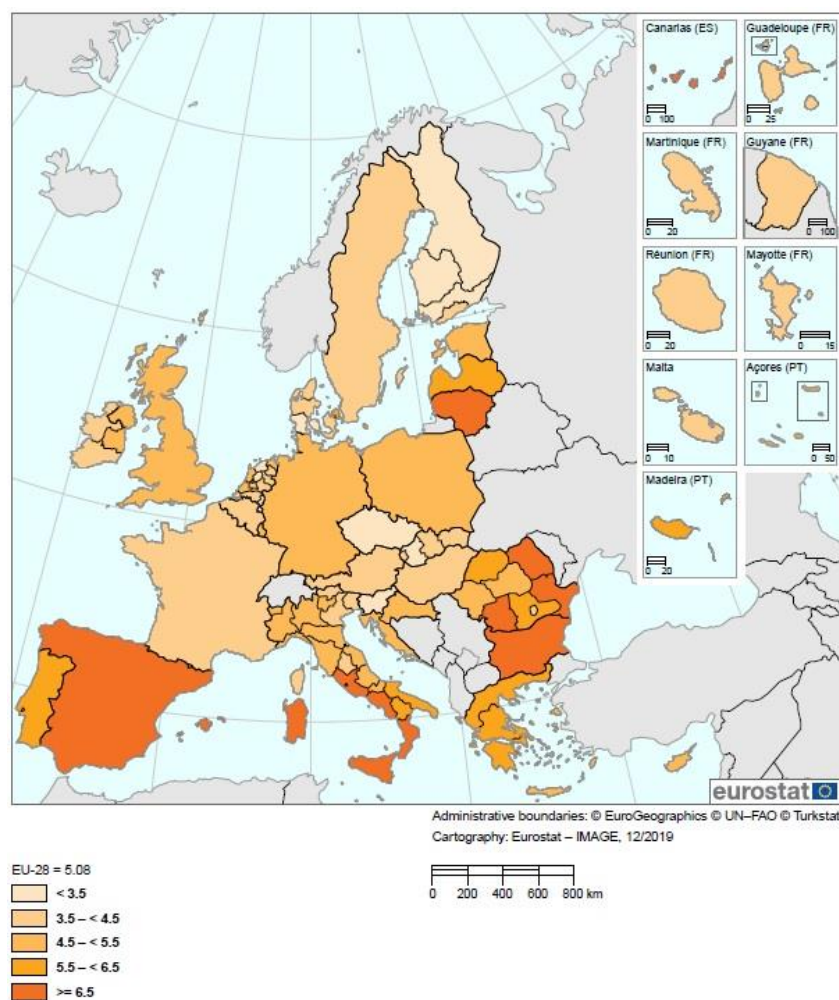 Canarias (ES)
0 100
Guadeloupe (FR)
0 25
Martinique (FR)
0 20
Guyane (FR)
0 100
Réunion (FR)
0 20
Mayotte (FR)
0 15
Malta
0 10
Açores (PT)
0 50
Madeira (PT)
0 20
eurostat
Administrative boundaries: © EuroGeographics © UN–FAO © Turkstat
Cartography: Eurostat – IMAGE, 12/2019
0 200 400 600 800 km
EU-28 = 5.08
< 3.5
3.5 – < 4.5
4.5 – < 5.5
5.5 – < 6.5
>= 6.5